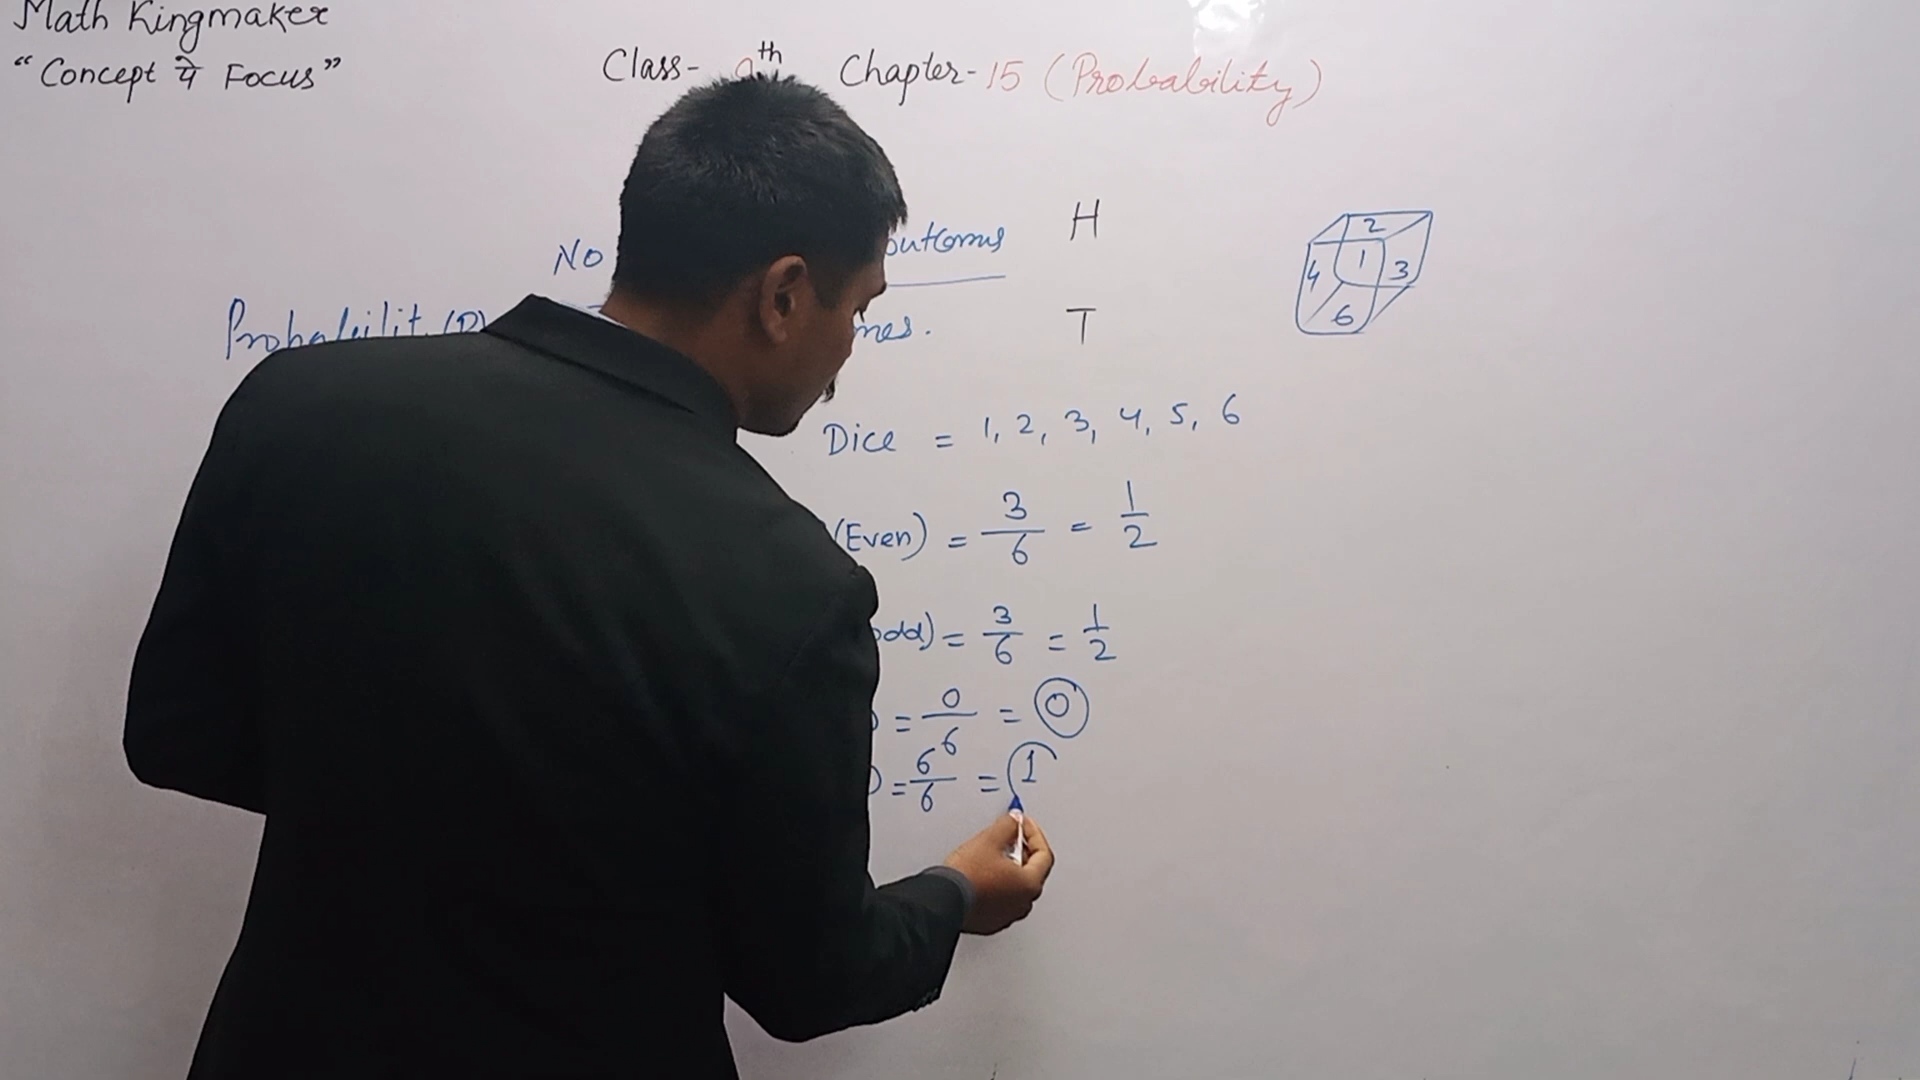 Math Kingmaker
"Concept पे Focus"
Class- 9th Chapter-15 (Probability)
No outcomes
H
T
2
4 1 3
6
Dice = 1, 2, 3, 4, 5, 6
(Even) = 3/6 = 1/2
odd) = 3/6 = 1/2
) = 0/6 = 0
) = 6/6 = 1